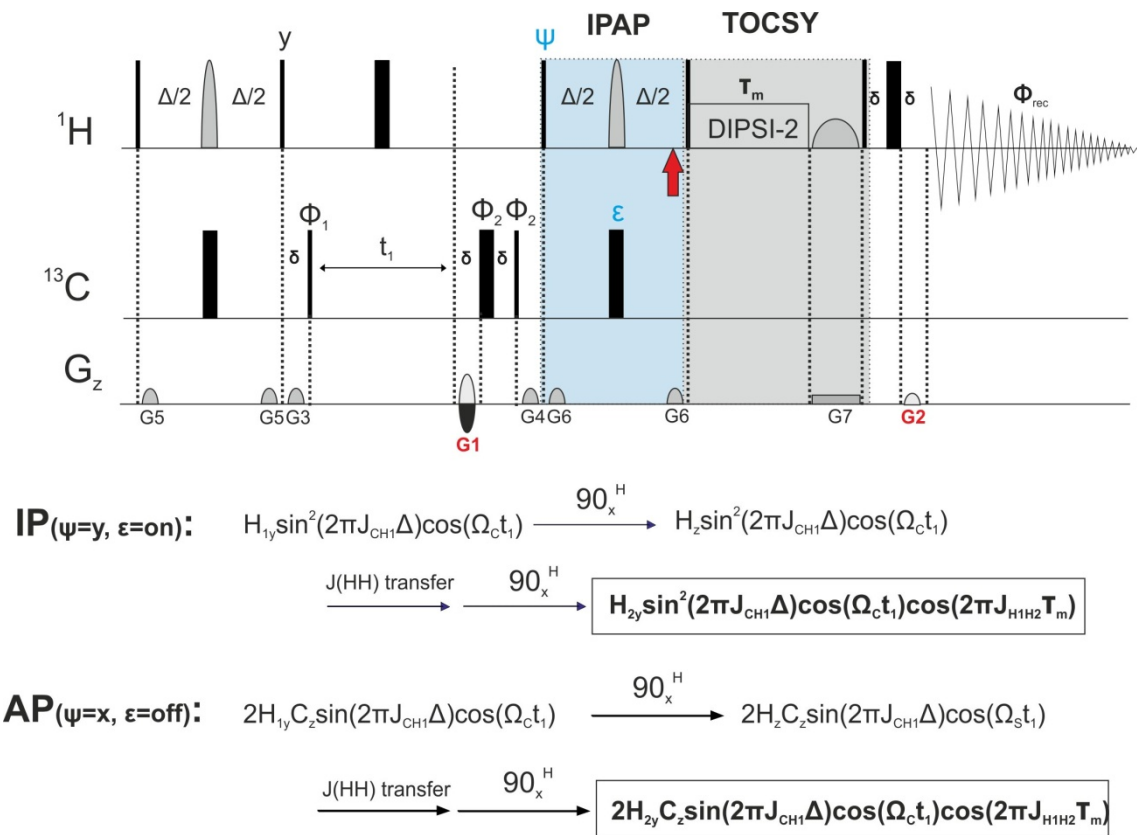 IPAP TOCSY
y ψ
¹H Δ/2 Δ/2 Δ/2 Δ/2 τₘ DIPSI-2 δ δ Φrec
¹³C δ Φ₁ t₁ δ Φ₂ δ Φ₂ ε
Gz
G5 G5 G3 G1 G4 G6 G6 G7 G2
IP(ψ=y, ε=on): H₁ysin²(2πJCH1Δ)cos(ΩCt₁) 90xᴴ Hzsin²(2πJCH1Δ)cos(ΩCt₁)
J(HH) transfer 90xᴴ H₂ysin²(2πJCH1Δ)cos(ΩCt₁)cos(2πJH1H2τₘ)
AP(ψ=x, ε=off): 2H₁yCzsin(2πJCH1Δ)cos(ΩCt₁) 90xᴴ 2HzCzsin(2πJCH1Δ)cos(ΩSt₁)
J(HH) transfer 90xᴴ 2H₂yCzsin(2πJCH1Δ)cos(ΩCt₁)cos(2πJH1H2τₘ)